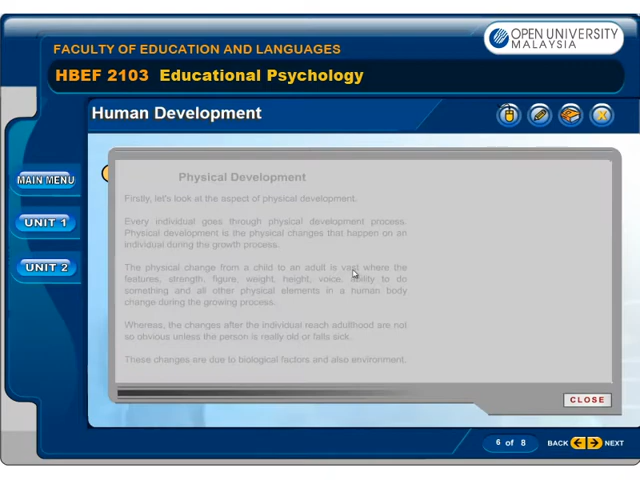 OPEN UNIVERSITY
MALAYSIA
FACULTY OF EDUCATION AND LANGUAGES
HBEF 2103 Educational Psychology
Human Development
MAIN MENU
UNIT 1
UNIT 2
Physical Development
Firstly, let's look at the aspect of physical development.
Every individual goes through physical development process.
Physical development is the physical changes that happen on an
individual during the growth process.
The physical change from a child to an adult is vast where the
features, strength, figure, weight, height, voice, ability to do
something and all other physical elements in a human body
change during the growing process.
Whereas, the changes after the individual reach adulthood are not
so obvious unless the person is really old or falls sick.
These changes are due to biological factors and also environment.
CLOSE
6 of 8
BACK NEXT